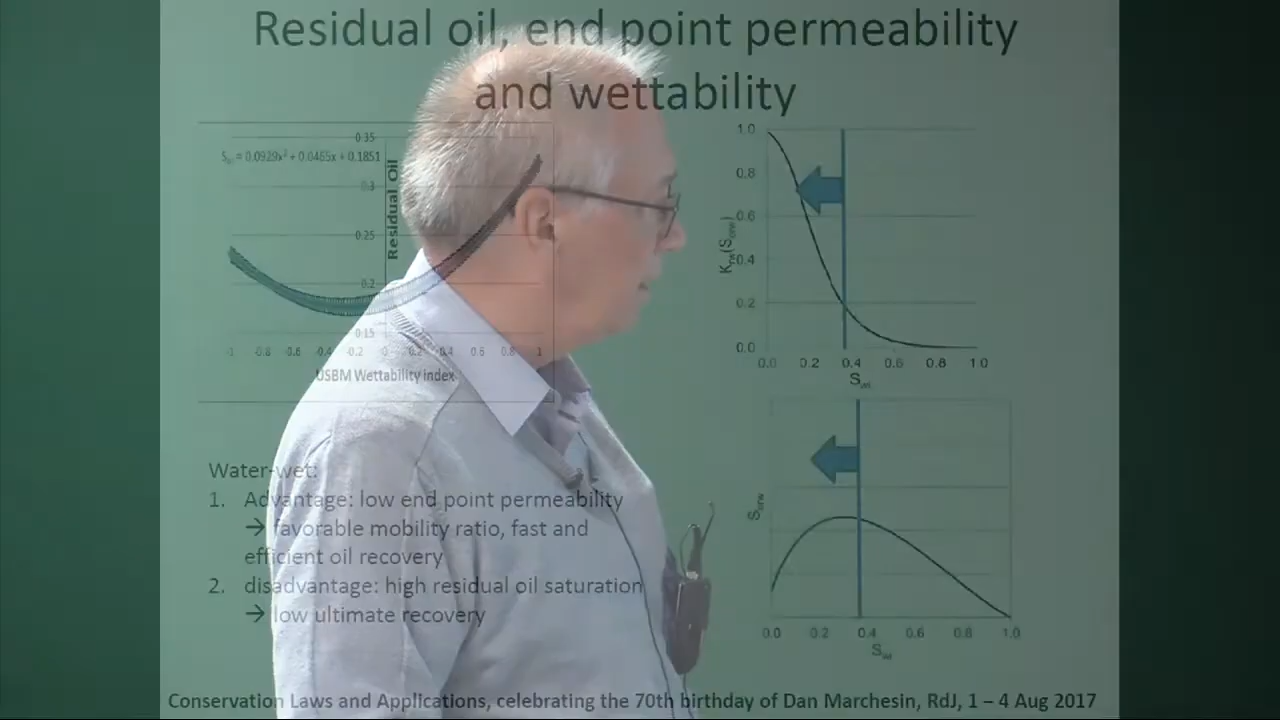 Residual oil, end point permeability
and wettability
0.35
S = 0.0929x² + 0.0465x + 0.1851
0.3
0.25
0.2
0.15
Residual Oil
-1 -0.8 -0.6 -0.4 -0.2 0 0.2 0.4 0.6 0.8 1
USBM Wettability index
1.0
0.8
0.6
0.4
0.2
0.0
0.0 0.2 0.4 0.6 0.8 1.0
Water-wet:
1. Advantage: low end point permeability
→ favorable mobility ratio, fast and
efficient oil recovery
2. disadvantage: high residual oil saturation
→ low ultimate recovery
S
0.0 0.2 0.4 0.6 0.8 1.0
Conservation Laws and Applications, celebrating the 70th birthday of Dan Marchesin, RdJ, 1 – 4 Aug 2017